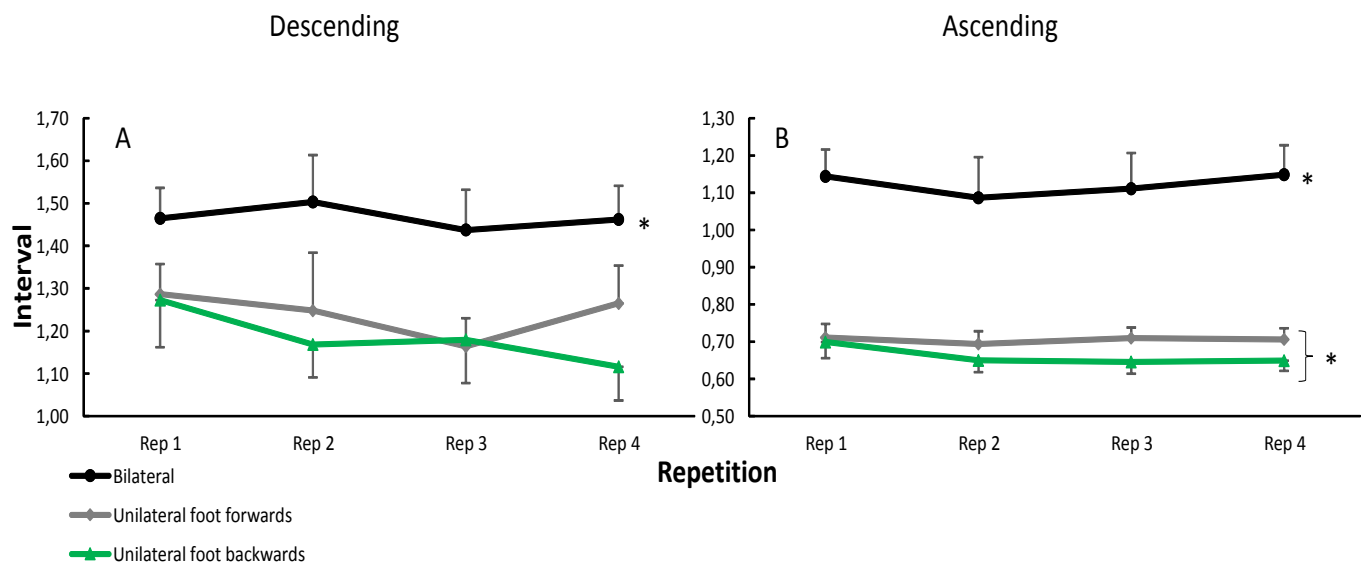 Descending
Ascending
A
1,70
1,60
1,50
1,40
1,30
1,20
1,10
1,00
Interval
*
Rep 1 Rep 2 Rep 3 Rep 4
B
1,30
1,20
1,10
1,00
0,90
0,80
0,70
0,60
0,50
*
*
Rep 1 Rep 2 Rep 3 Rep 4
Repetition
Bilateral
Unilateral foot forwards
Unilateral foot backwards